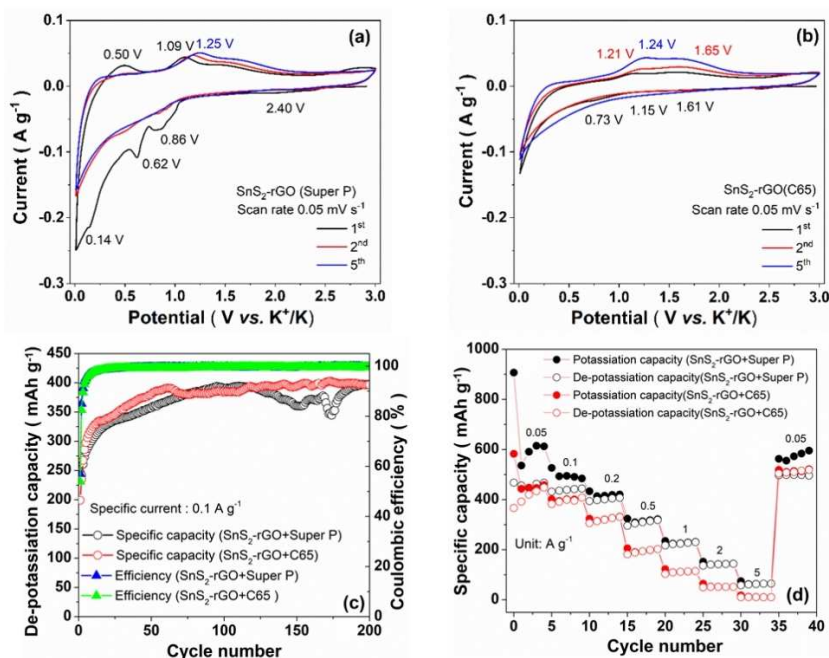 (a)
0.50 V
1.09 V
1.25 V
2.40 V
0.86 V
0.62 V
0.14 V
SnS₂-rGO (Super P)
Scan rate 0.05 mV s⁻¹
1st
2nd
5th
0.1
0.0
-0.1
-0.2
-0.3
Current ( A g⁻¹)
0.0 0.5 1.0 1.5 2.0 2.5 3.0
Potential ( V vs. K⁺/K)
(b)
1.21 V
1.24 V
1.65 V
0.73 V
1.15 V
1.61 V
SnS₂-rGO(C65)
Scan rate 0.05 mV s⁻¹
1st
2nd
5th
0.1
0.0
-0.1
-0.2
-0.3
Current ( A g⁻¹)
0.0 0.5 1.0 1.5 2.0 2.5 3.0
Potential ( V vs. K⁺/K)
450
400
350
300
250
200
150
100
50
0
De-potassiation capacity ( mAh g⁻¹)
100
80
60
40
20
0
Coulombic efficiency ( % )
Specific current : 0.1 A g⁻¹
Specific capacity (SnS₂-rGO+Super P)
Specific capacity (SnS₂-rGO+C65)
Efficiency (SnS₂-rGO+Super P)
Efficiency (SnS₂-rGO+C65 )
(c)
0 50 100 150 200
Cycle number
1000
800
600
400
200
0
Specific capacity ( mAh g⁻¹)
Potassiation capacity(SnS₂-rGO+Super P)
De-potassiation capacity(SnS₂-rGO+Super P)
Potassiation capacity(SnS₂-rGO+C65)
De-potassiation capacity(SnS₂-rGO+C65)
0.05
0.1
0.2
0.5
1
2
5
0.05
Unit: A g⁻¹
(d)
0 5 10 15 20 25 30 35 40
Cycle number